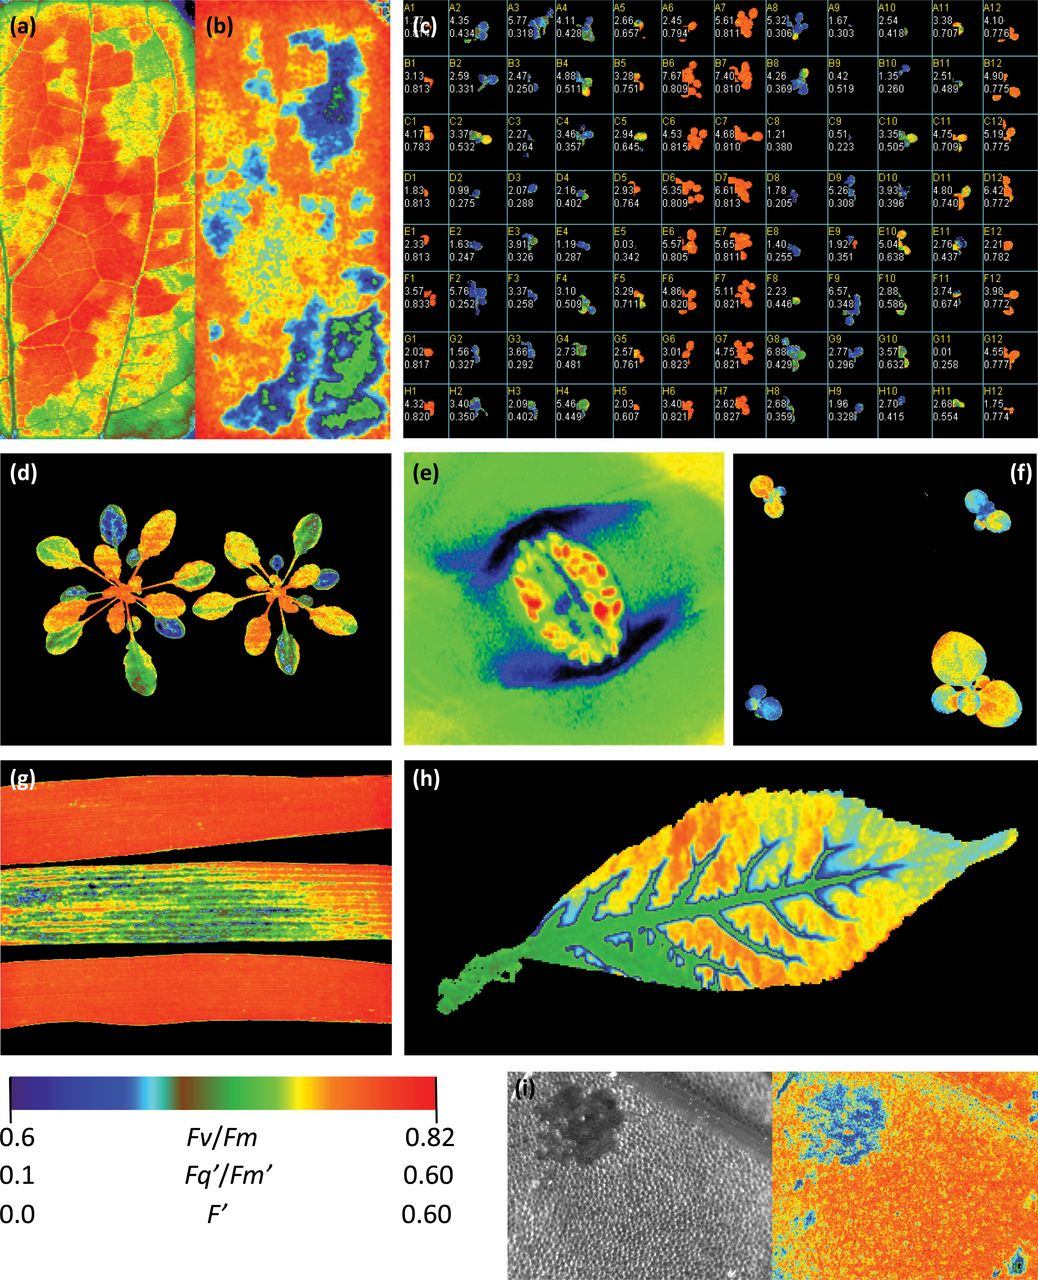 (a)
(b)
(c)
A1 A2 A3 A4 A5 A6 A7 A8 A9 A10 A11 A12
4.35 5.77 4.11 2.66 2.45 5.61 5.32 1.67 2.54 3.38 4.10
0.434 0.318 0.428 0.657 0.794 0.811 0.306 0.303 0.418 0.707 0.776
B1 B2 B3 B4 B5 B6 B7 B8 B9 B10 B11 B12
3.13 2.59 2.47 4.88 3.28 7.67 7.40 4.26 0.42 1.35 2.51 4.90
0.813 0.331 0.250 0.511 0.751 0.809 0.810 0.369 0.519 0.260 0.489 0.775
C1 C2 C3 C4 C5 C6 C7 C8 C9 C10 C11 C12
4.17 3.37 2.27 3.46 2.94 4.53 4.68 1.21 0.51 3.35 4.75 5.19
0.783 0.532 0.264 0.357 0.645 0.815 0.810 0.380 0.223 0.505 0.709 0.775
D1 D2 D3 D4 D5 D6 D7 D8 D9 D10 D11 D12
1.83 0.99 2.07 2.16 2.93 5.35 6.61 1.78 5.26 3.93 4.80 6.42
0.813 0.275 0.288 0.402 0.764 0.809 0.813 0.205 0.308 0.396 0.740 0.772
E1 E2 E3 E4 E5 E6 E7 E8 E9 E10 E11 E12
2.33 1.63 3.91 1.19 0.03 5.57 5.65 1.40 1.92 5.04 2.76 2.21
0.813 0.247 0.326 0.287 0.342 0.805 0.811 0.255 0.351 0.638 0.437 0.782
F1 F2 F3 F4 F5 F6 F7 F8 F9 F10 F11 F12
3.57 5.76 3.37 3.10 3.29 4.86 5.11 2.23 6.57 2.88 3.74 3.98
0.833 0.252 0.258 0.509 0.711 0.820 0.821 0.446 0.348 0.586 0.674 0.772
G1 G2 G3 G4 G5 G6 G7 G8 G9 G10 G11 G12
2.02 1.56 3.66 2.73 2.57 3.01 4.75 6.88 2.77 3.57 0.01 4.55
0.817 0.327 0.292 0.481 0.761 0.823 0.821 0.429 0.296 0.632 0.258 0.777
H1 H2 H3 H4 H5 H6 H7 H8 H9 H10 H11 H12
4.32 3.40 2.09 5.46 2.03 3.40 2.62 2.68 1.96 2.70 2.68 1.75
0.820 0.350 0.402 0.449 0.607 0.821 0.827 0.359 0.328 0.415 0.554 0.774
(d)
(e)
(f)
(g)
(h)
0.6 Fv/Fm 0.82
0.1 Fq’/Fm’ 0.60
0.0 F’ 0.60
(i)